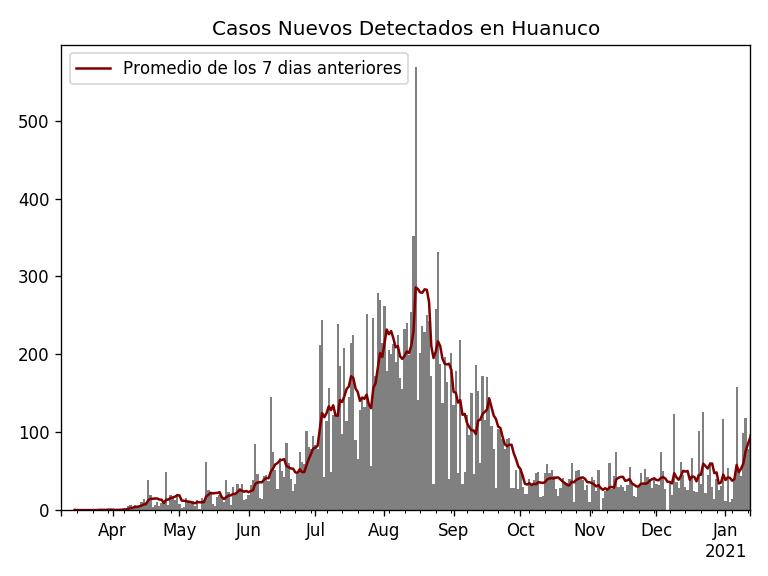 Casos Nuevos Detectados en Huanuco
Promedio de los 7 dias anteriores
500
400
300
200
100
0
Apr May Jun Jul Aug Sep Oct Nov Dec Jan
2021